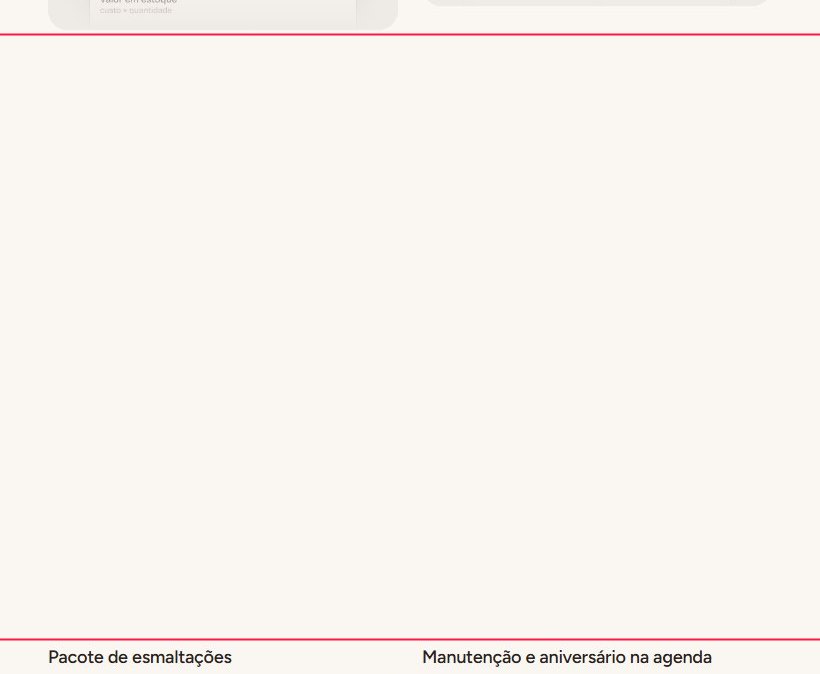 Valor em estoque
custo × quantidade
Pacote de esmaltações
Manutenção e aniversário na agenda